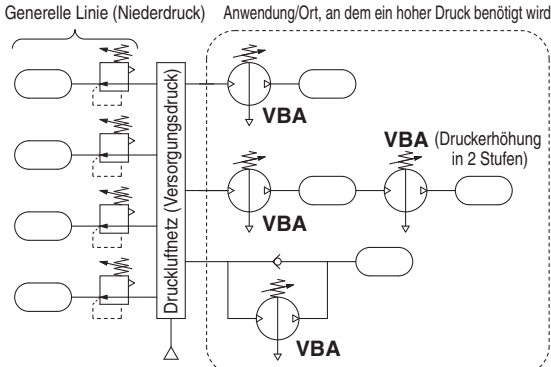 Generelle Linie (Niederdruck)
Anwendung/Ort, an dem ein hoher Druck benötigt wird
VBA
VBA (Druckerhöhung
in 2 Stufen)
Druckluftnetz (Versorgungsdruck)
VBA
VBA